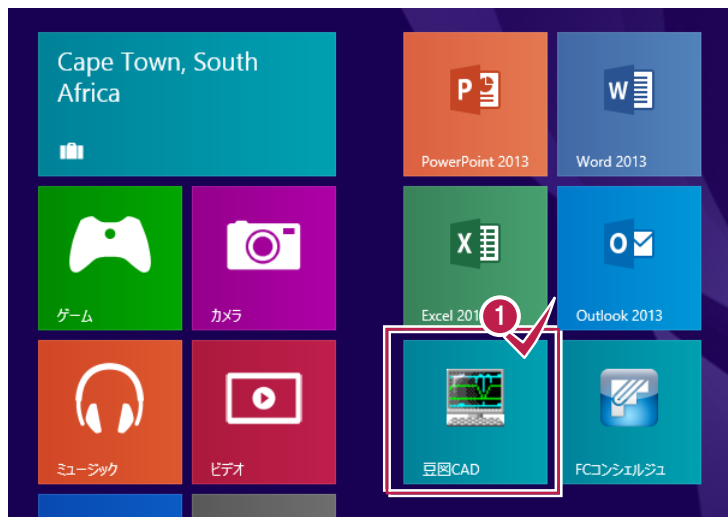 Cape Town, South
Africa
PowerPoint 2013
Word 2013
ゲーム
カメラ
Excel 201
1
Outlook 2013
ミュージック
ビデオ
豆図CAD
FCコンシェルジュ